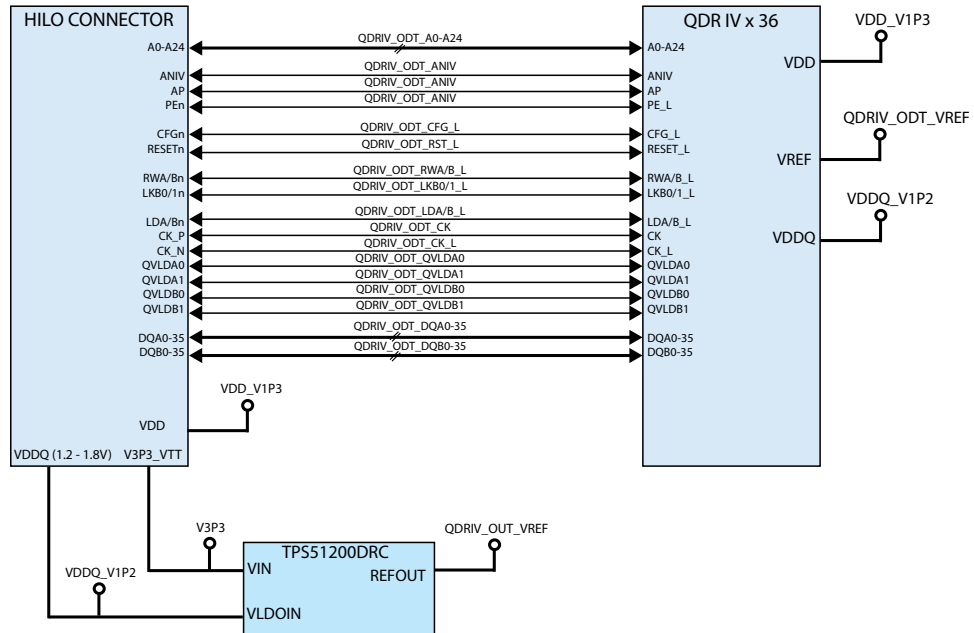 HILO CONNECTOR
QDR IV x 36
VDD_V1P3
A0-A24
QDRIV_ODT_A0-A24
A0-A24
VDD
ANIV
QDRIV_ODT_ANIV
ANIV
AP
QDRIV_ODT_ANIV
AP
PEn
QDRIV_ODT_ANIV
PE_L
QDRIV_ODT_VREF
CFGn
QDRIV_ODT_CFG_L
CFG_L
RESETn
QDRIV_ODT_RST_L
RESET_L
VREF
RWA/Bn
QDRIV_ODT_RWA/B_L
RWA/B_L
LKB0/1n
QDRIV_ODT_LKB0/1_L
LKB0/1_L
VDDQ_V1P2
LDA/Bn
QDRIV_ODT_LDA/B_L
LDA/B_L
CK_P
QDRIV_ODT_CK
CK
VDDQ
CK_N
QDRIV_ODT_CK_L
CK_L
QVLDA0
QDRIV_ODT_QVLDA0
QVLDA0
QVLDA1
QDRIV_ODT_QVLDA1
QVLDA1
QVLDB0
QDRIV_ODT_QVLDB0
QVLDB0
QVLDB1
QDRIV_ODT_QVLDB1
QVLDB1
DQA0-35
QDRIV_ODT_DQA0-35
DQA0-35
DQB0-35
QDRIV_ODT_DQB0-35
DQB0-35
VDD_V1P3
VDD
VDDQ (1.2 - 1.8V)
V3P3_VTT
V3P3
QDRIV_OUT_VREF
TPS51200DRC
VIN
REFOUT
VDDQ_V1P2
VLDOIN